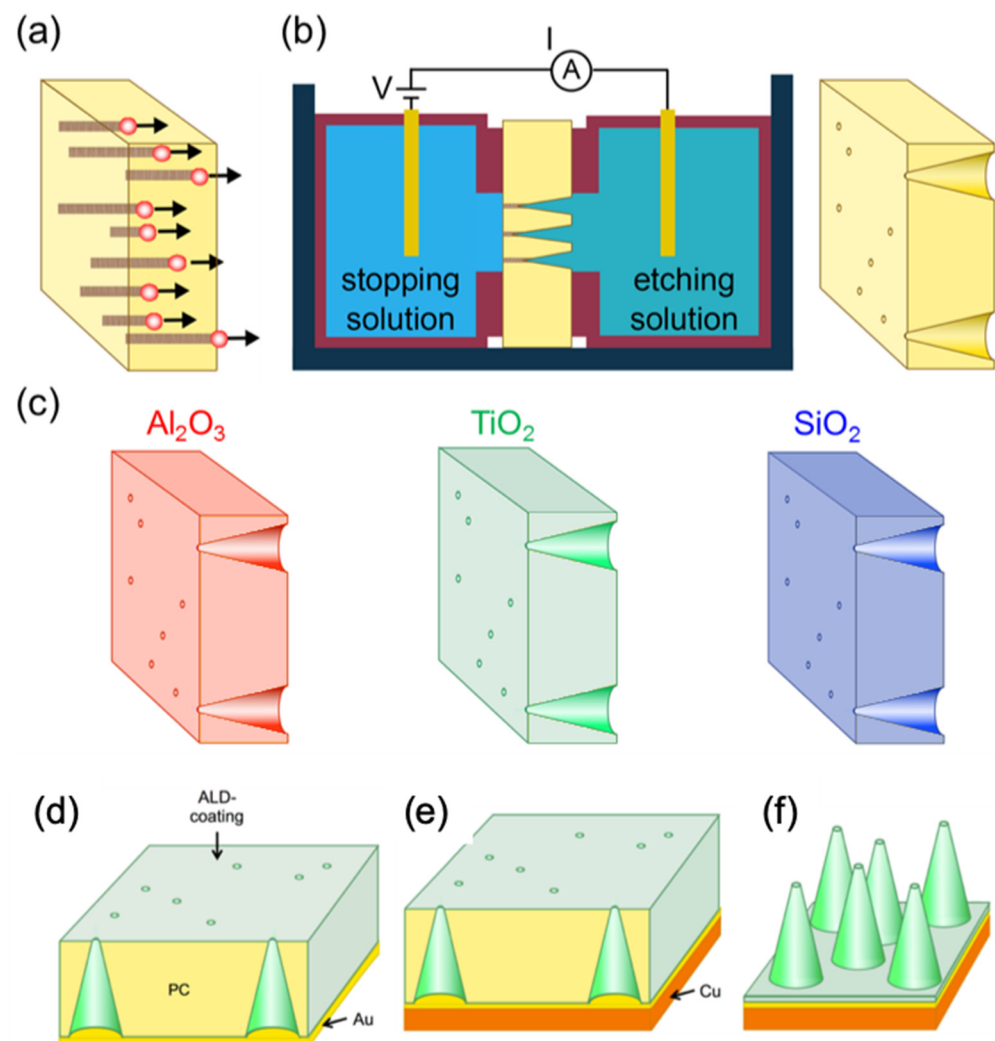 (a)
(b)
I
A
V
stopping
solution
etching
solution
(c)
Al₂O₃
TiO₂
SiO₂
(d)
ALD-
coating
PC
Au
(e)
Cu
(f)